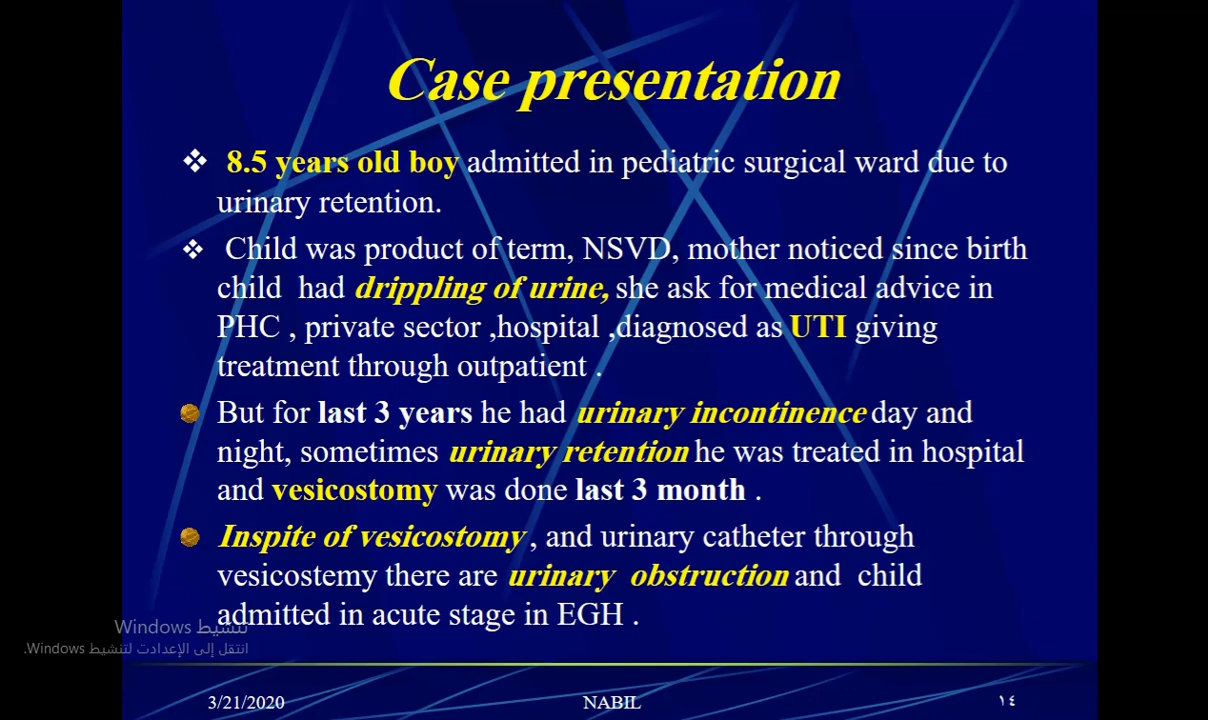 Case presentation
8.5 years old boy admitted in pediatric surgical ward due to
urinary retention.
Child was product of term, NSVD, mother noticed since birth
child had drippling of urine, she ask for medical advice in
PHC , private sector ,hospital ,diagnosed as UTI giving
treatment through outpatient .
But for last 3 years he had urinary incontinence day and
night, sometimes urinary retention he was treated in hospital
and vesicostomy was done last 3 month .
Inspite of vesicostomy , and urinary catheter through
vesicostemy there are urinary obstruction and child
admitted in acute stage in EGH .
تنشيط Windows
انتقل إلى الإعدادت لتنشيط Windows.
3/21/2020 NABIL ١٤